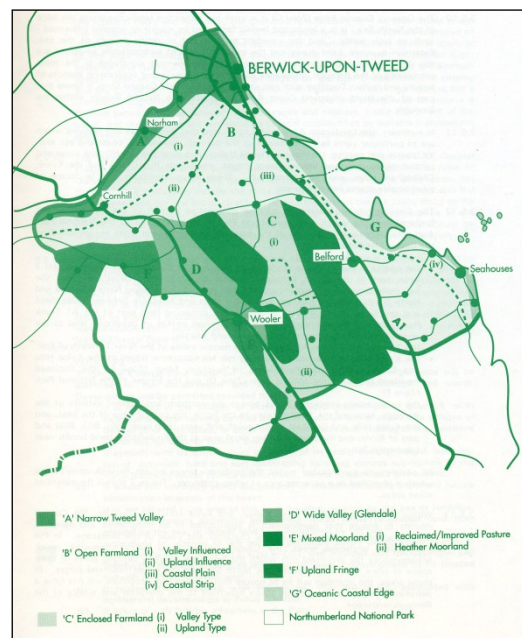 BERWICK-UPON-TWEED
Norham
A
B
(i)
Cornhill
(ii)
(iii)
C
G
(i)
F
D
Belford
(iv)
Seahouses
Wooler
A1
(ii)
'A' Narrow Tweed Valley
'B' Open Farmland (i) Valley Influenced
(ii) Upland Influence
(iii) Coastal Plain
(iv) Coastal Strip
'C' Enclosed Farmland (i) Valley Type
(ii) Upland Type
'D' Wide Valley (Glendale)
'E' Mixed Moorland (i) Reclaimed/Improved Pasture
(ii) Heather Moorland
'F' Upland Fringe
'G' Oceanic Coastal Edge
Northumberland National Park